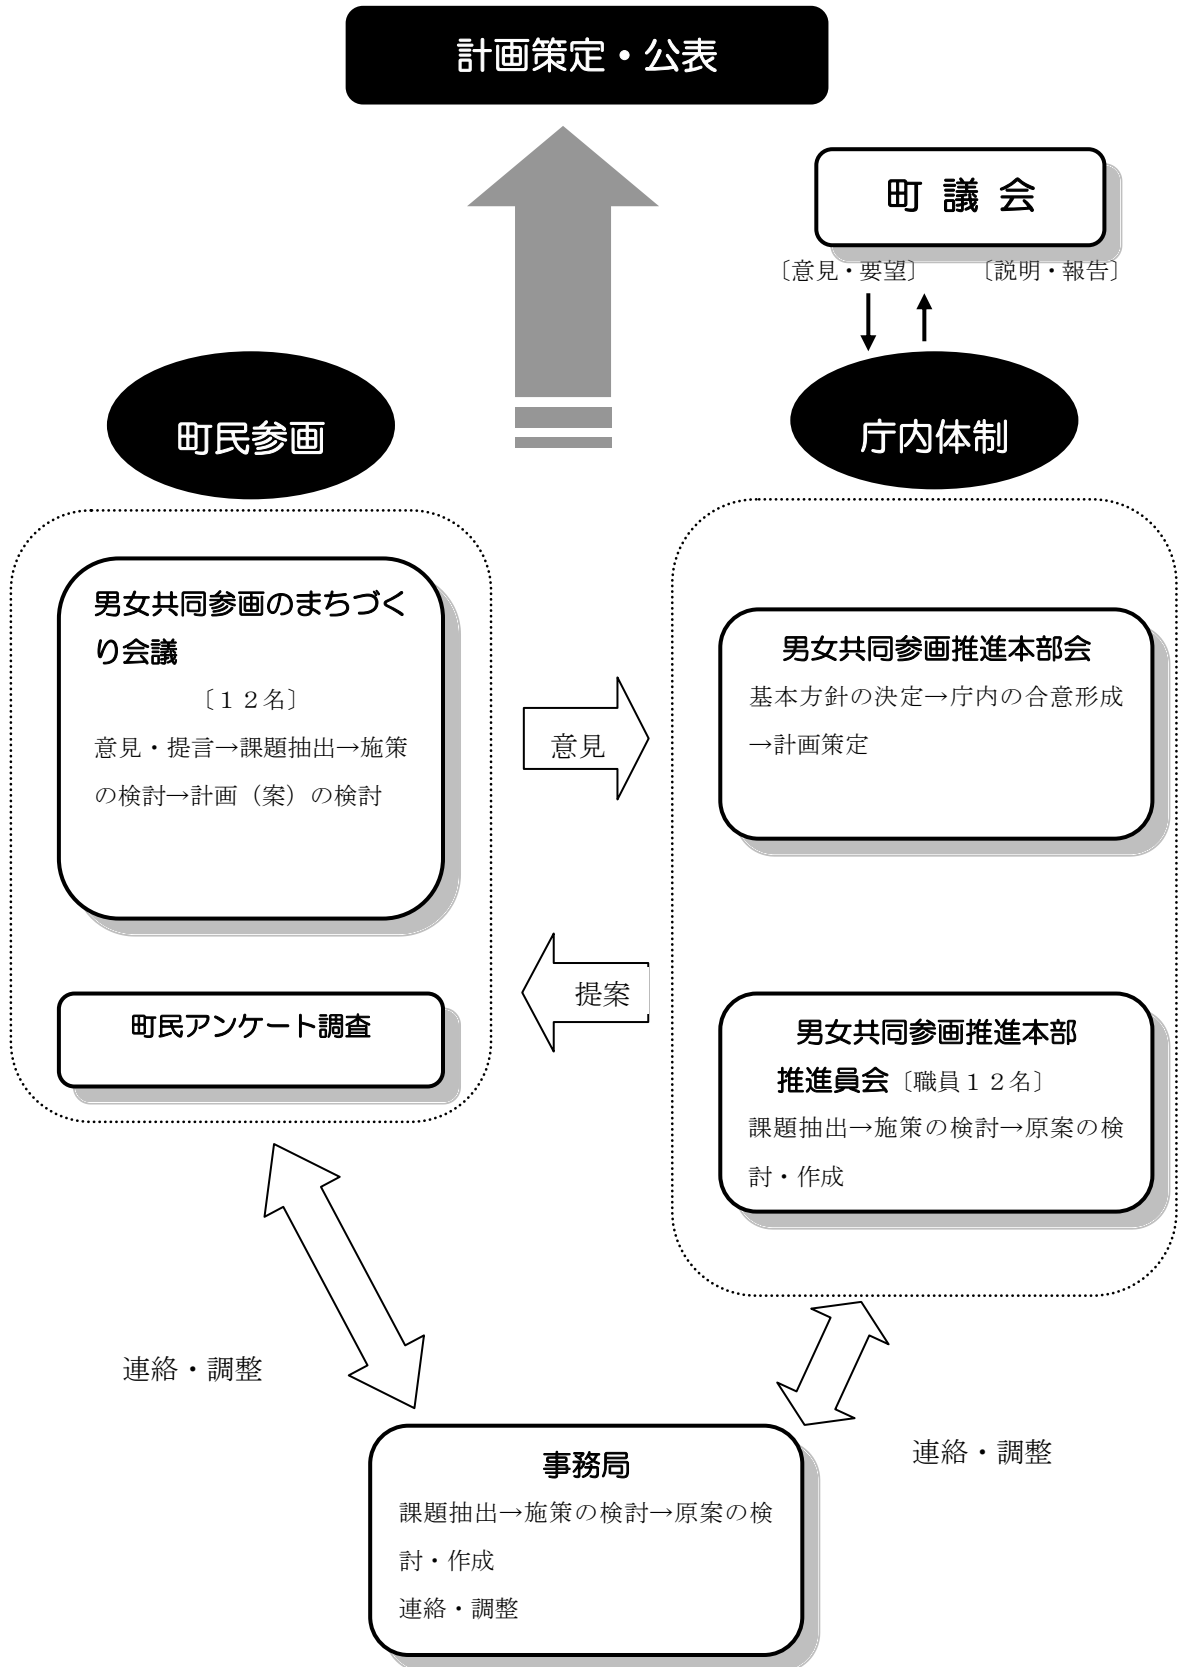 計画策定・公表
町 議 会
〔意見・要望〕　〔説明・報告〕
町民参画
庁内体制
男女共同参画のまちづく
り会議
〔１２名〕
意見・提言→課題抽出→施策
の検討→計画（案）の検討
町民アンケート調査
意見
提案
男女共同参画推進本部会
基本方針の決定→庁内の合意形成
→計画策定
男女共同参画推進本部
推進員会〔職員１２名〕
課題抽出→施策の検討→原案の検
討・作成
連絡・調整
連絡・調整
事務局
課題抽出→施策の検討→原案の検
討・作成
連絡・調整